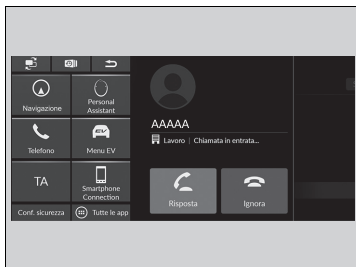 Navigazione
Personal
Assistant
Telefono
Menu EV
TA
Smartphone
Connection
Conf. sicurezza
Tutte le app
AAAAA
Lavoro | Chiamata in entrata...
Risposta
Ignora